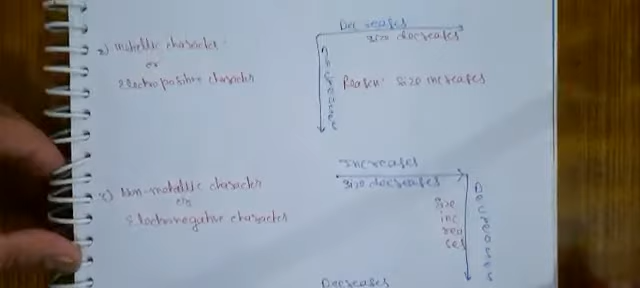 2) Metallic character
or
Electropositive character
Decreases
size decreases
Increases
Reason: Size increases
3) Non-metallic character
or
Electronegative character
Increases
Size decreases
Size
inc
rea
ses
Decreases
Decreases